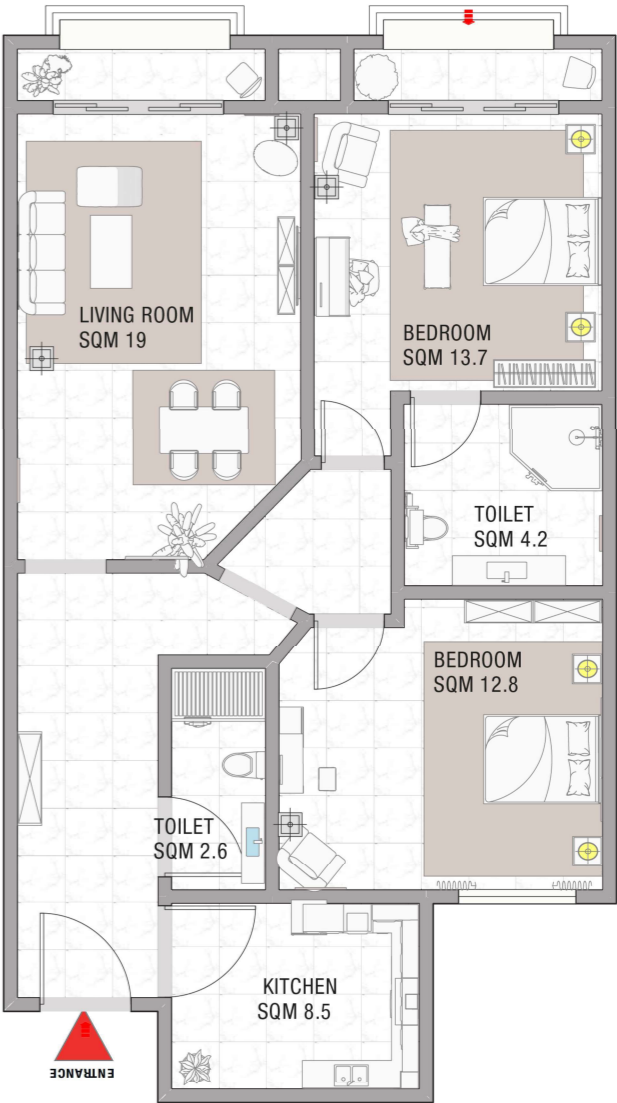 LIVING ROOM
SQM 19
BEDROOM
SQM 13.7
TOILET
SQM 4.2
BEDROOM
SQM 12.8
TOILET
SQM 2.6
KITCHEN
SQM 8.5
ENTRANCE